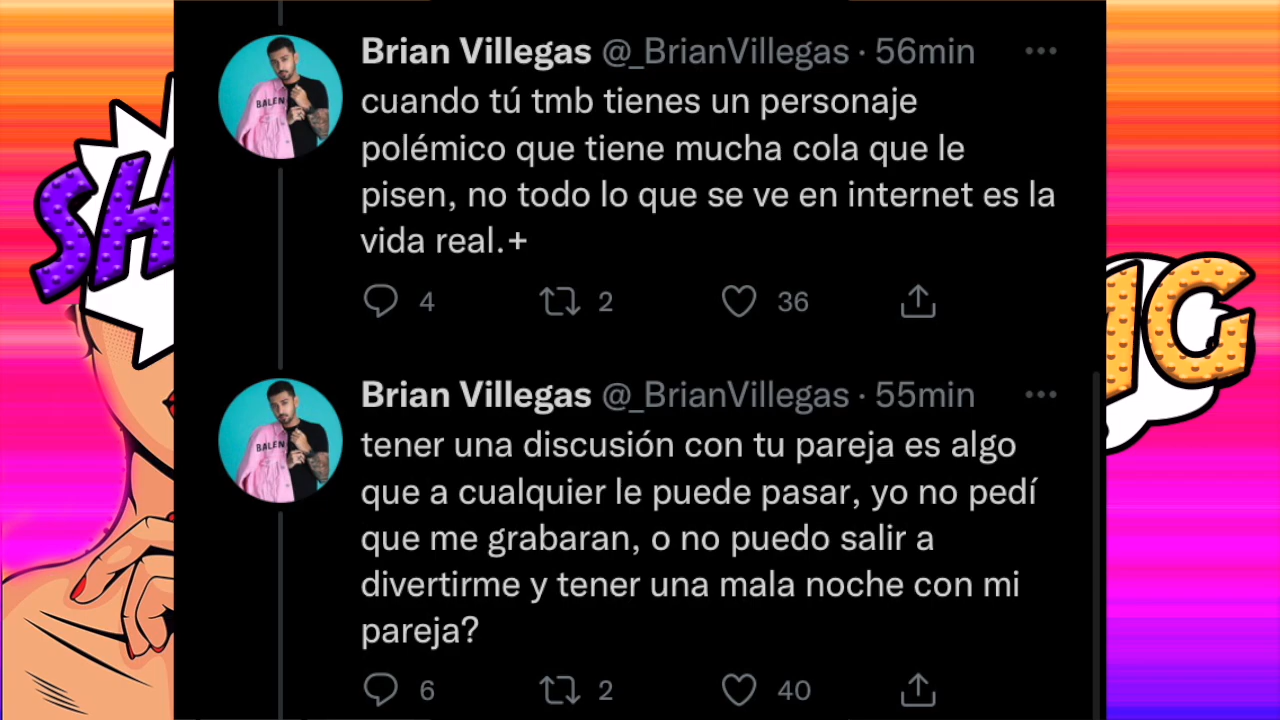 Brian Villegas @_BrianVillegas · 56min
cuando tú tmb tienes un personaje
polémico que tiene mucha cola que le
pisen, no todo lo que se ve en internet es la
vida real.+
4 2 36
SH
G
BALEN
Brian Villegas @_BrianVillegas · 55min
tener una discusión con tu pareja es algo
que a cualquier le puede pasar, yo no pedí
que me grabaran, o no puedo salir a
divertirme y tener una mala noche con mi
pareja?
6 2 40
BALEN